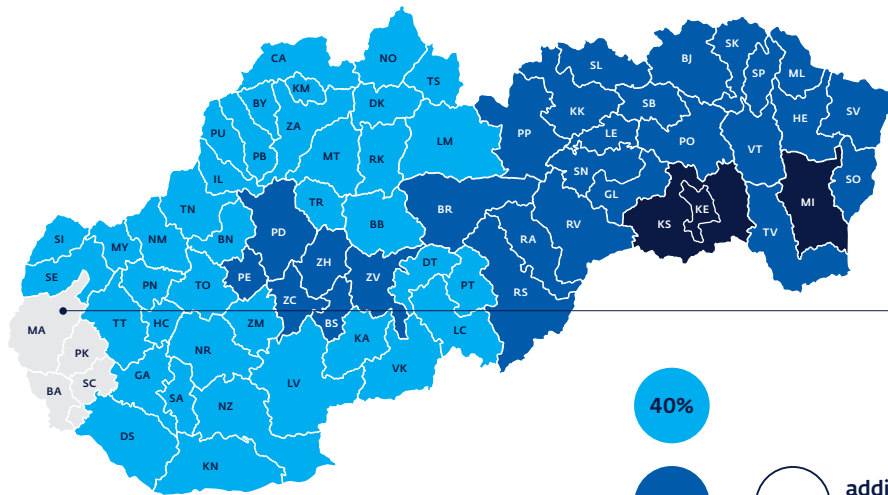 CA
NO
TS
KM
BY
DK
ZA
PU
PB
MT
RK
LM
IL
TN
TR
BB
BN
SI
MY
NM
SE
PN
TO
PD
ZH
PE
ZC
ZV
BS
BR
DT
PT
LC
KA
VK
MA
TT
HC
ZM
NR
PK
SC
BA
GA
SA
NZ
LV
DS
KN
SL
BJ
SK
SP
ML
SV
PP
KK
SB
LE
PO
HE
VT
SN
GL
SO
RA
RV
RS
KS
KE
MI
TV
40%